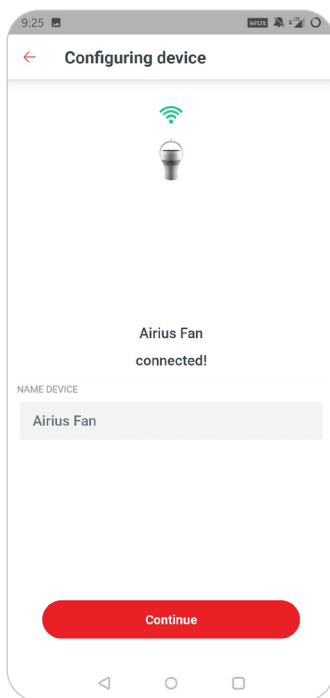 9:25
VoLTE
Configuring device
Airius Fan
connected!
NAME DEVICE
Airius Fan
Continue